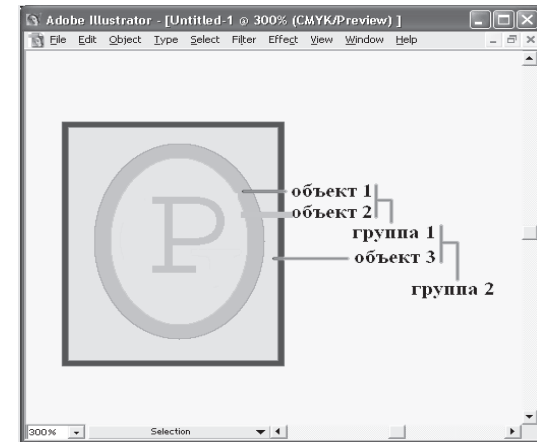 Adobe Illustrator - [Untitled-1 @ 300% (CMYK/Preview) ]
File Edit Object Type Select Filter Effect View Window Help
P
объект 1
объект 2
группа 1
объект 3
группа 2
300% Selection